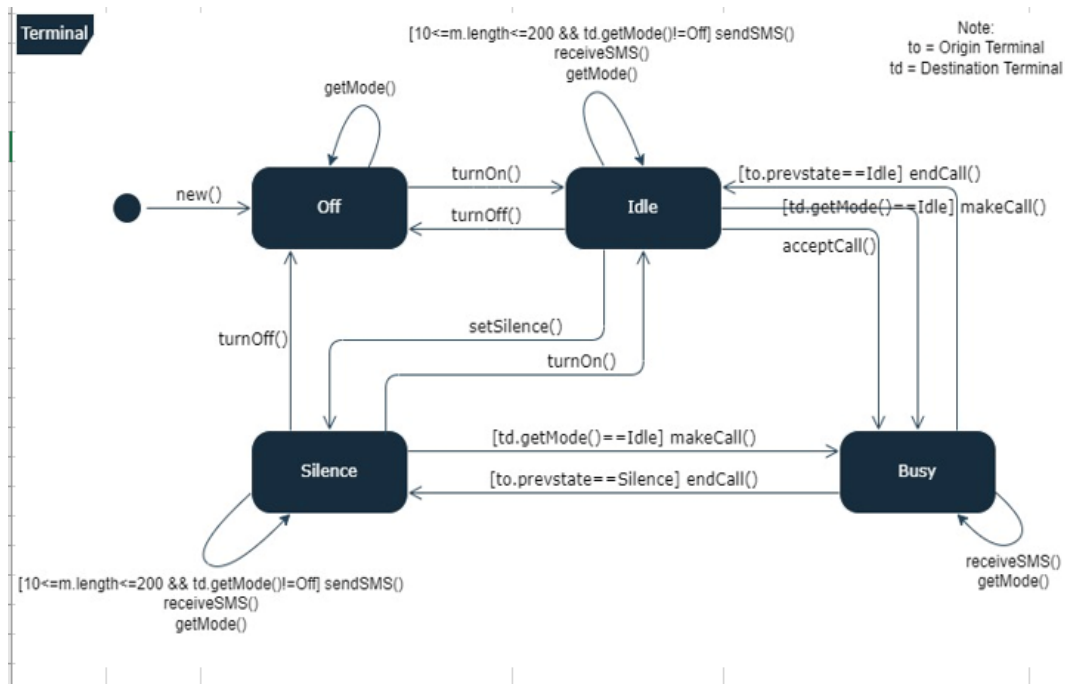 Terminal
[10<=m.length<=200 && td.getMode()!=Off] sendSMS()
receiveSMS()
getMode()
Note:
to = Origin Terminal
td = Destination Terminal
getMode()
new()
Off
turnOn()
turnOff()
Idle
[to.prevstate==Idle] endCall()
[td.getMode()==Idle] makeCall()
acceptCall()
turnOff()
setSilence()
turnOn()
Silence
[td.getMode()==Idle] makeCall()
[to.prevstate==Silence] endCall()
Busy
[10<=m.length<=200 && td.getMode()!=Off] sendSMS()
receiveSMS()
getMode()
receiveSMS()
getMode()